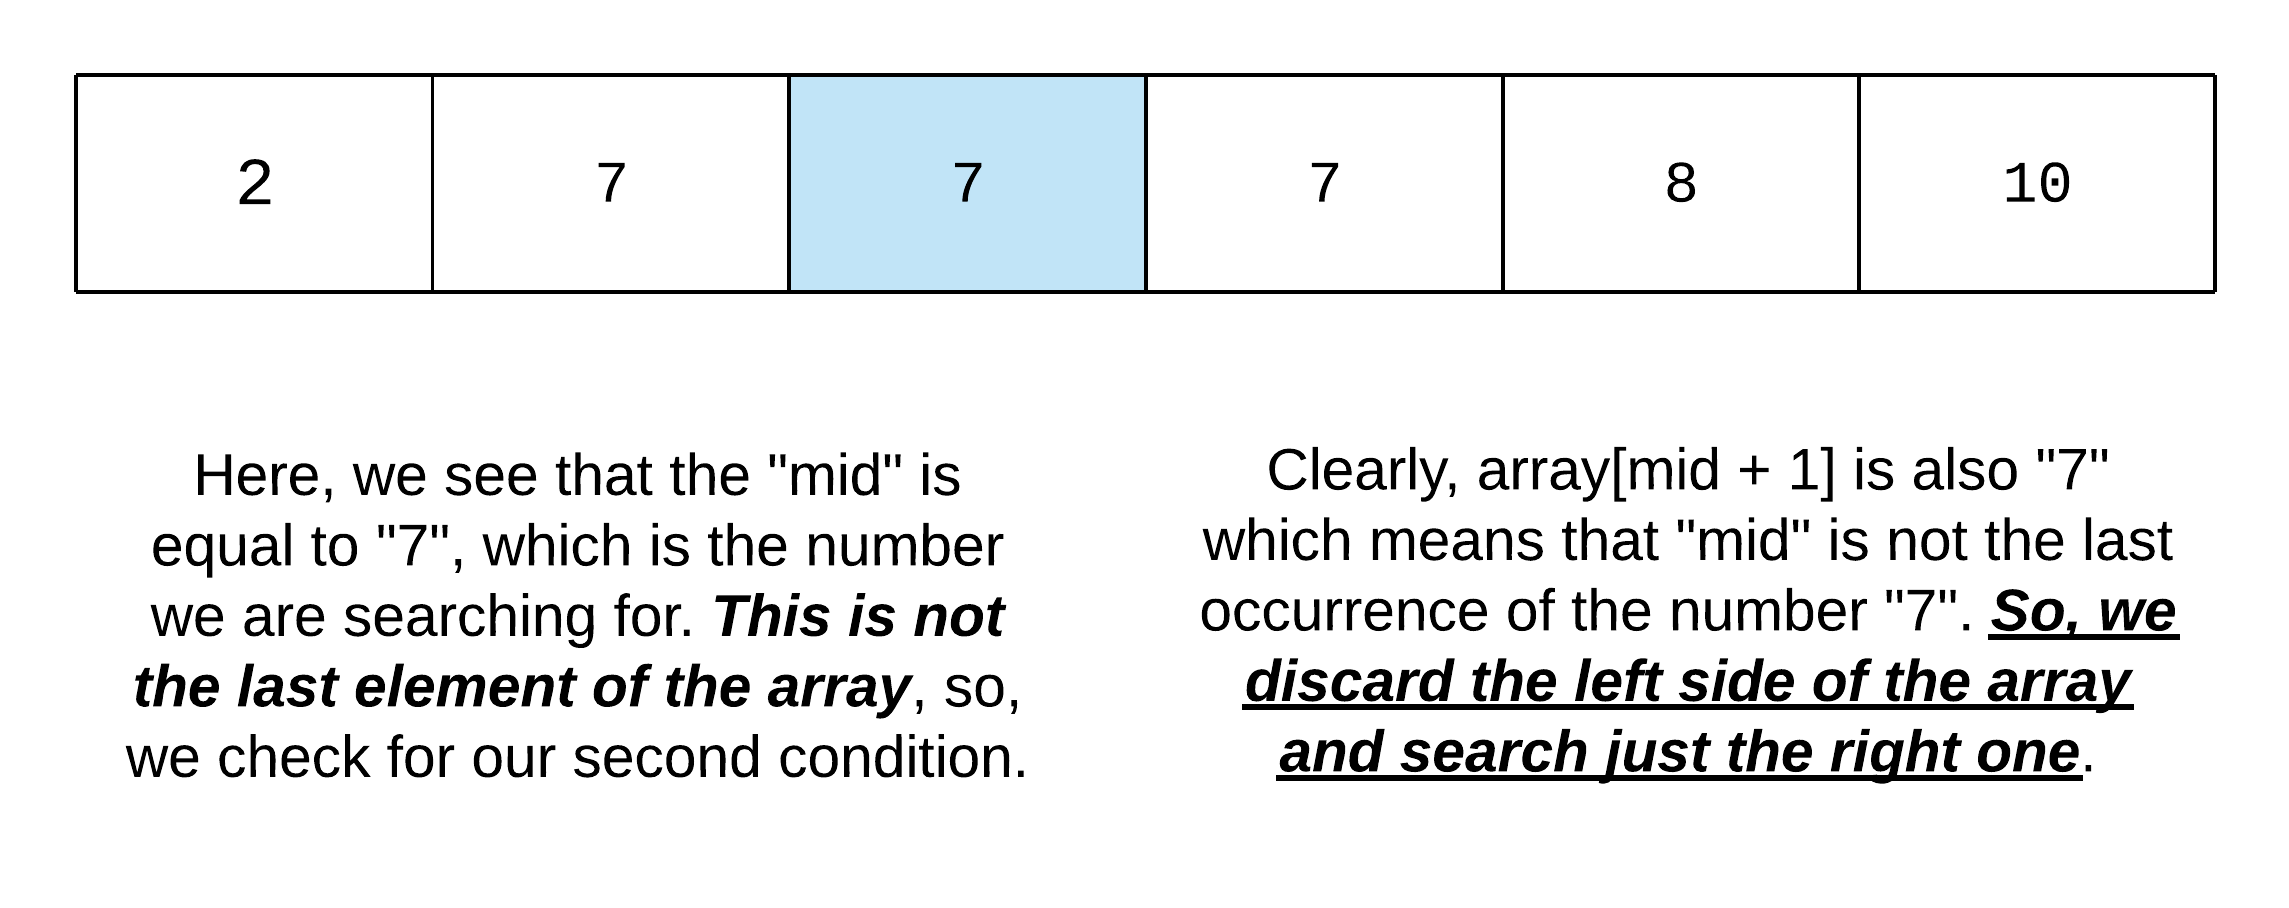 2 7 7 7 8 10
Here, we see that the "mid" is
equal to "7", which is the number
we are searching for. This is not
the last element of the array, so,
we check for our second condition.
Clearly, array[mid + 1] is also "7"
which means that "mid" is not the last
occurrence of the number "7". So, we
discard the left side of the array
and search just the right one.